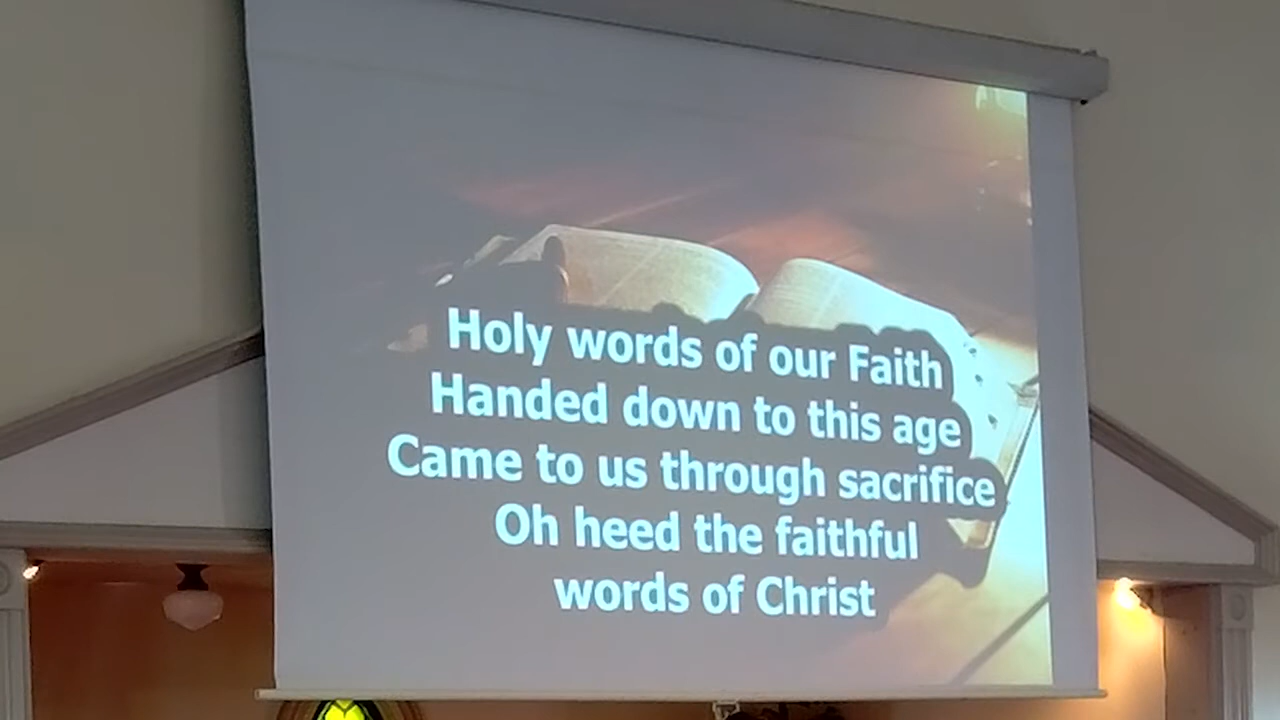 Holy words of our Faith
Handed down to this age
Came to us through sacrifice
Oh heed the faithful
words of Christ